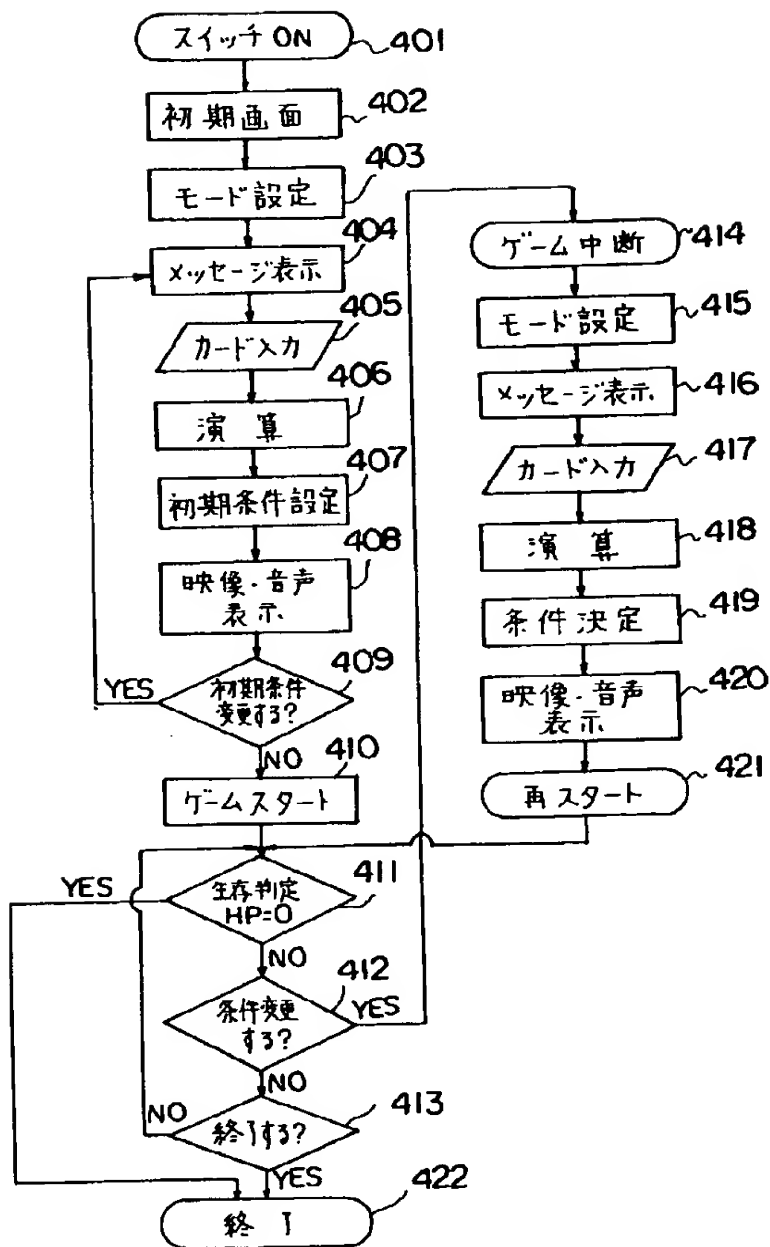 スイッチON
401
初期画面
402
モード設定
403
メッセージ表示
404
カード入力
405
演算
406
初期条件設定
407
映像・音声
表示
408
初期条件
変更する?
409
YES
NO
ゲームスタート
410
生存判定
HP=0
411
YES
NO
条件変更
する?
412
YES
NO
終了する?
413
NO
YES
終了
422
ゲーム中断
414
モード設定
415
メッセージ表示
416
カード入力
417
演算
418
条件決定
419
映像・音声
表示
420
再スタート
421